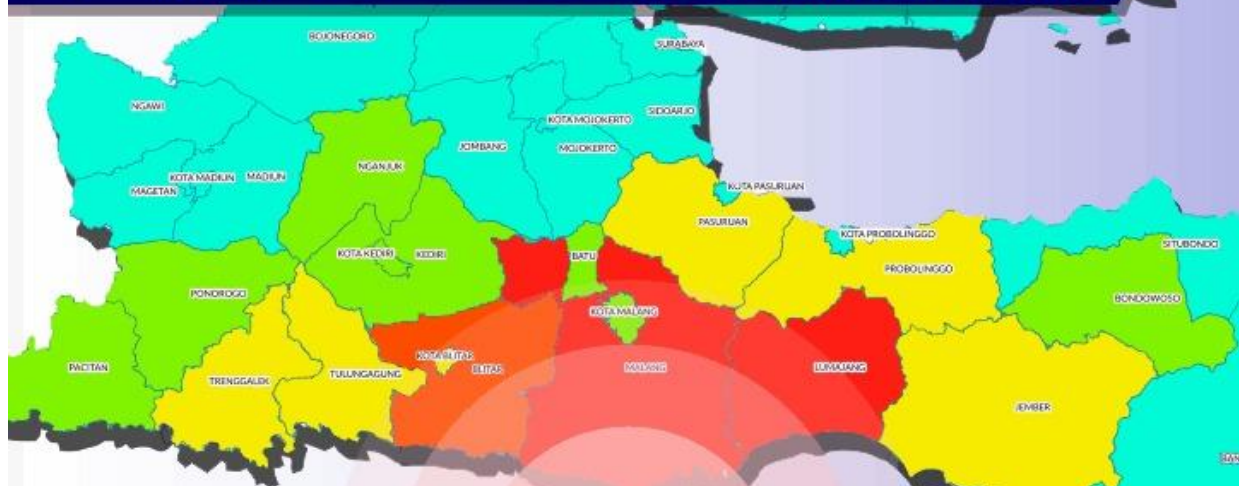 BOJONEGORO
SURABAYA
NGAWI
SIDOARJO
KOTA MOJOKERTO
JOMBANG
MOJOKERTO
NGANJUK
KOTA MADIUN
MADIUN
MAGETAN
KOTA PASURUAN
PASURUAN
KOTA PROBOLINGGO
SITUBONDO
KOTA KEDIRI
KEDIRI
BATU
PROBOLINGGO
PONOROGO
BONDOWOSO
KOTA MALANG
KOTA BLITAR
BLITAR
PACITAN
MALANG
LUMAJANG
TULUNGAGUNG
TRENGGALEK
JEMBER